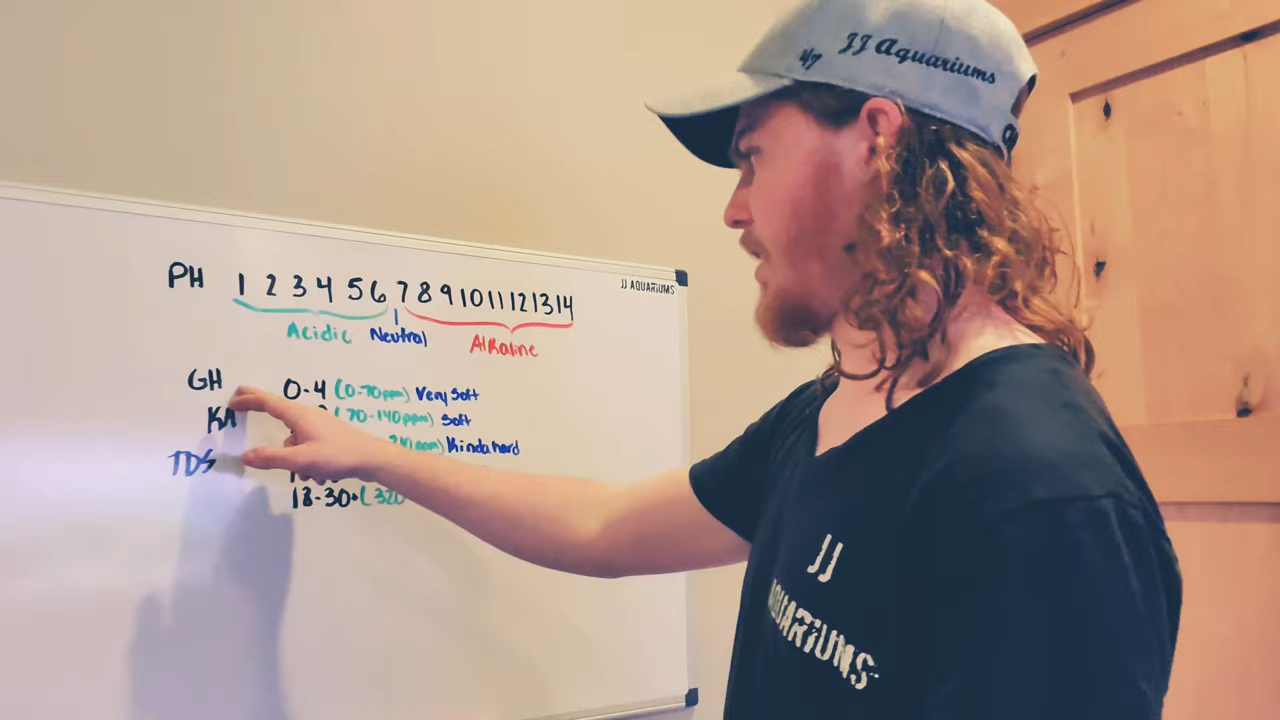 '47 JJ Aquariums
JJ AQUARIUMS
PH 1 2 3 4 5 6 7 8 9 10 11 12 13 14
Acidic Neutral Alkaline
GH 0-4 (0-70ppm) Very Soft
(70-140ppm) Soft
Kinda hard
TDS
18-30+ (320
JJ
AQUARIUMS